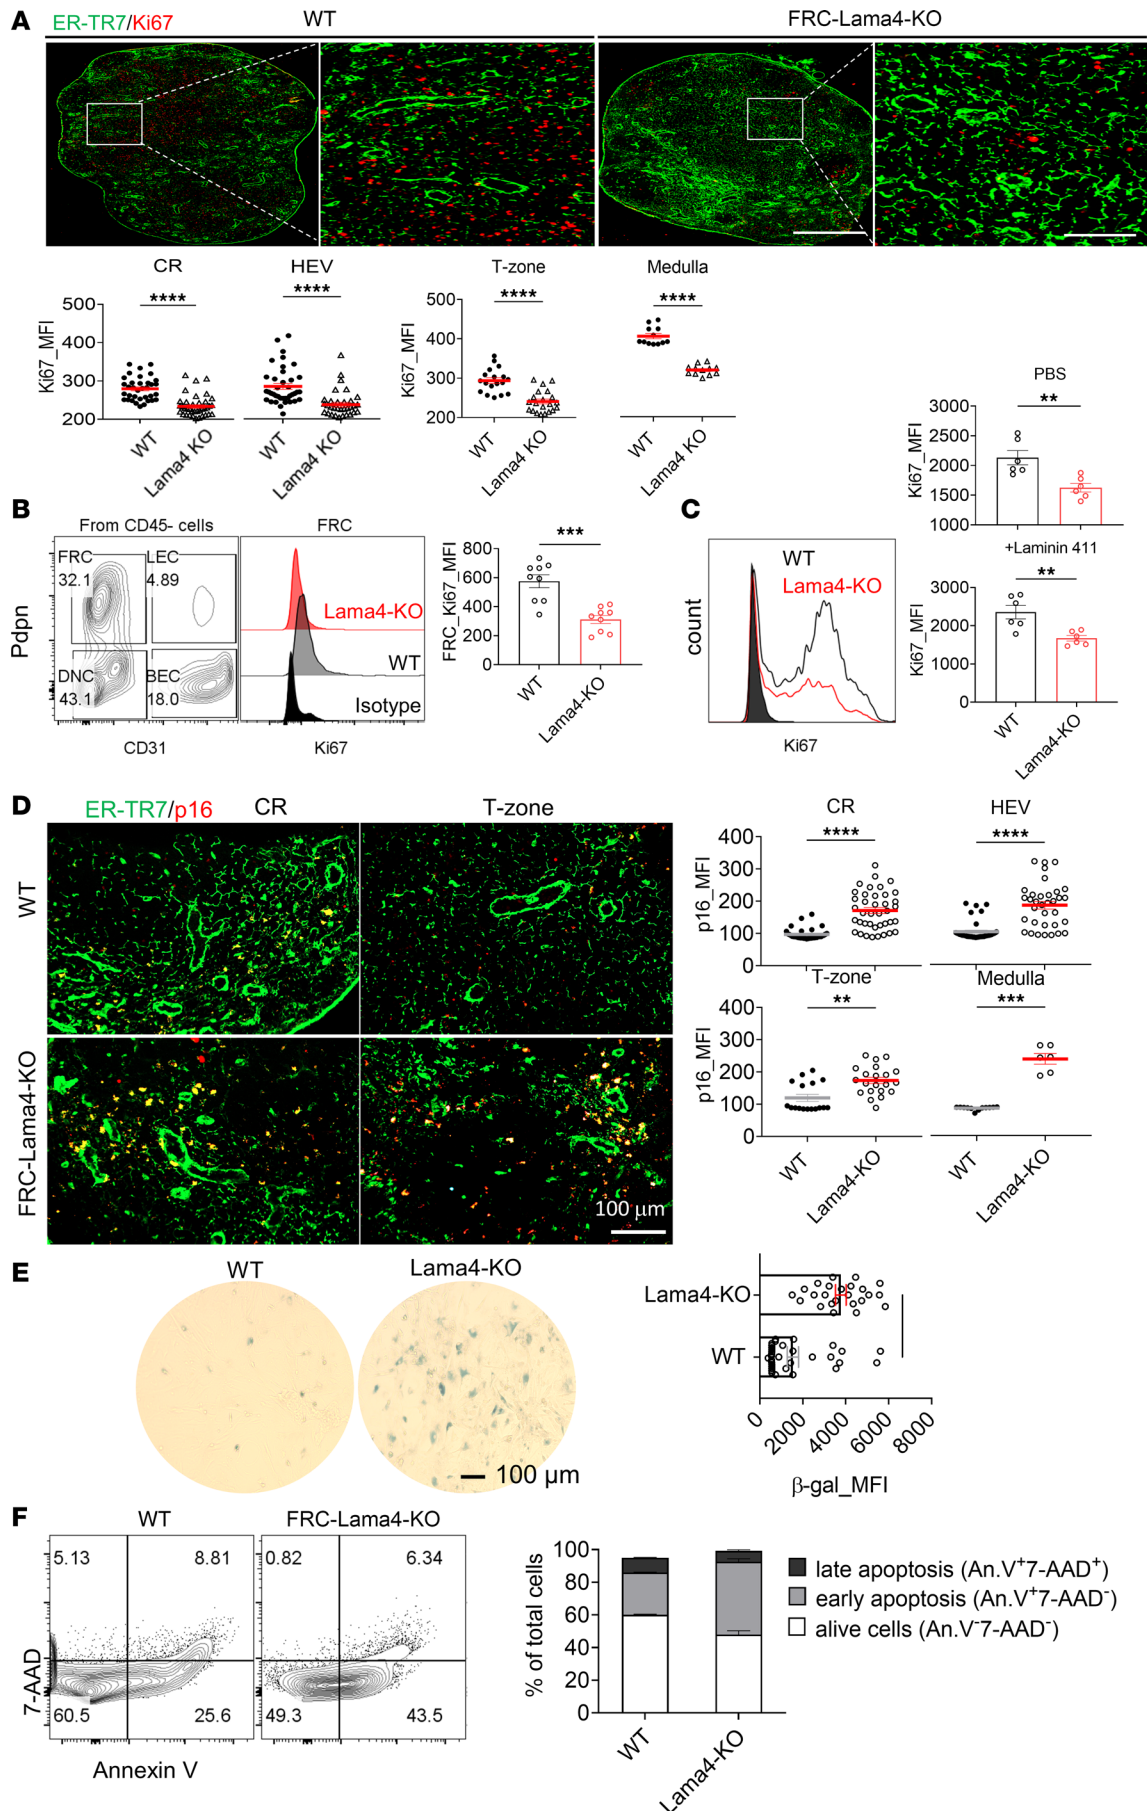 A
ER-TR7/Ki67
WT
FRC-Lama4-KO
CR
HEV
T-zone
Medulla
****
****
****
****
Ki67_MFI
500
400
300
200
Ki67_MFI
400
300
200
WT
Lama4 KO
WT
Lama4 KO
WT
Lama4 KO
WT
Lama4 KO
B
From CD45- cells
FRC
32.1
LEC
4.89
DNC
43.1
BEC
18.0
Pdpn
CD31
FRC
Lama4-KO
WT
Isotype
Ki67
***
FRC_Ki67_MFI
800
600
400
200
0
WT
Lama4-KO
C
WT
Lama4-KO
count
Ki67
PBS
**
Ki67_MFI
3000
2500
2000
1500
1000
+Laminin 411
**
Ki67_MFI
3000
2000
1000
0
WT
Lama4-KO
D
ER-TR7/p16
CR
T-zone
WT
FRC-Lama4-KO
100 μm
CR
HEV
****
****
p16_MFI
400
300
200
100
0
T-zone
Medulla
**
***
p16_MFI
400
300
200
100
0
WT
Lama4-KO
WT
Lama4-KO
E
WT
Lama4-KO
100 μm
Lama4-KO
WT
0
2000
4000
6000
8000
β-gal_MFI
F
WT
FRC-Lama4-KO
5.13
8.81
60.5
25.6
0.82
6.34
49.3
43.5
7-AAD
Annexin V
% of total cells
100
80
60
40
20
0
WT
Lama4-KO
late apoptosis (An.V⁺7-AAD⁺)
early apoptosis (An.V⁺7-AAD⁻)
alive cells (An.V⁻7-AAD⁻)